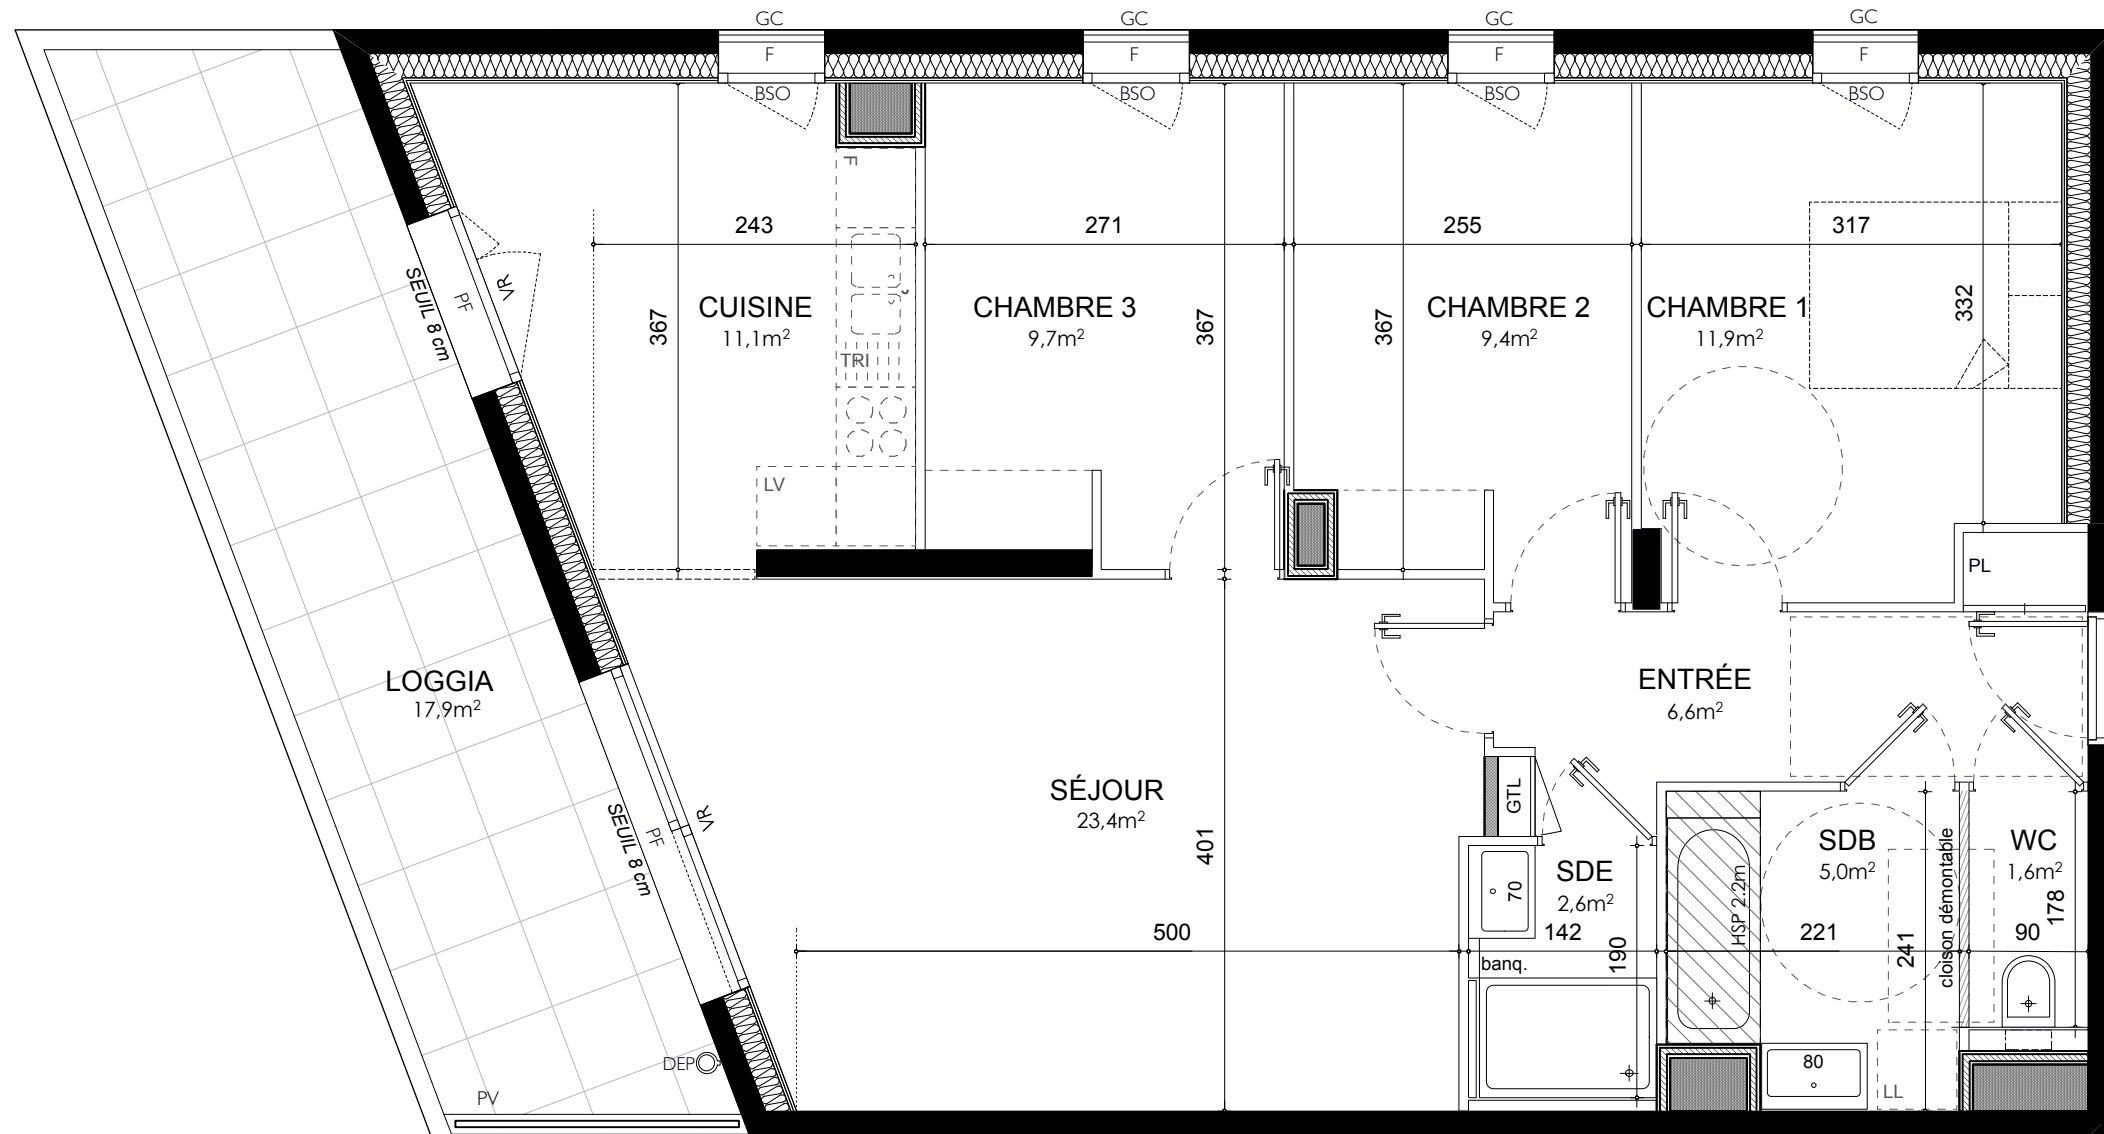 GC
GC
GC
GC
F
F
F
F
BSO
BSO
BSO
BSO
F
243
271
255
317
VR
PF
SEUIL 8 cm
367
CUISINE
11,1m²
CHAMBRE 3
9,7m²
367
367
CHAMBRE 2
9,4m²
CHAMBRE 1
11,9m²
332
TRI
LV
PL
LOGGIA
17,9m²
ENTRÉE
6,6m²
SÉJOUR
23,4m²
401
GTL
VR
PF
SEUIL 8 cm
SDE
2,6m²
70
SDB
5,0m²
WC
1,6m²
HSP 2.2m
cloison démontable
178
500
142
221
90
190
241
banq.
DEP
80
LL
PV